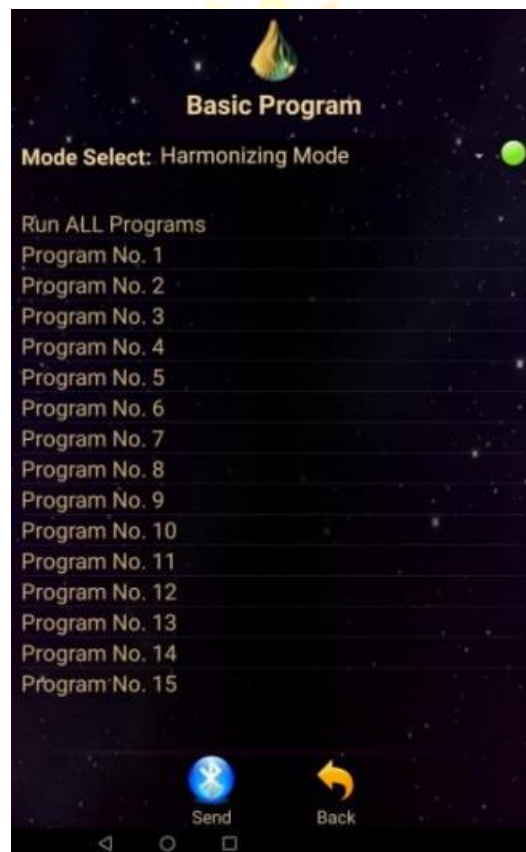 Basic Program
Mode Select: Harmonizing Mode
Run ALL Programs
Program No. 1
Program No. 2
Program No. 3
Program No. 4
Program No. 5
Program No. 6
Program No. 7
Program No. 8
Program No. 9
Program No. 10
Program No. 11
Program No. 12
Program No. 13
Program No. 14
Program No. 15
Send Back